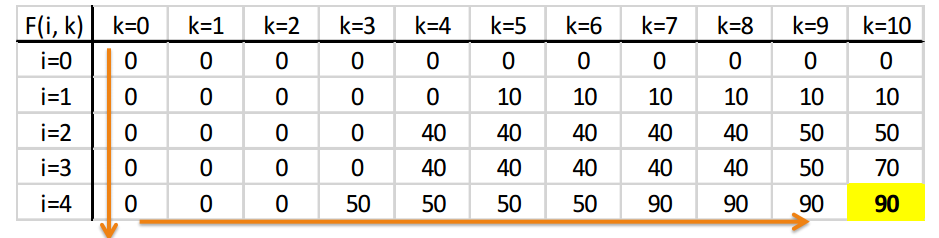 F(i, k) k=0 k=1 k=2 k=3 k=4 k=5 k=6 k=7 k=8 k=9 k=10
i=0 0 0 0 0 0 0 0 0 0 0 0
i=1 0 0 0 0 0 10 10 10 10 10 10
i=2 0 0 0 0 40 40 40 40 40 50 50
i=3 0 0 0 0 40 40 40 40 40 50 70
i=4 0 0 0 50 50 50 50 90 90 90 90